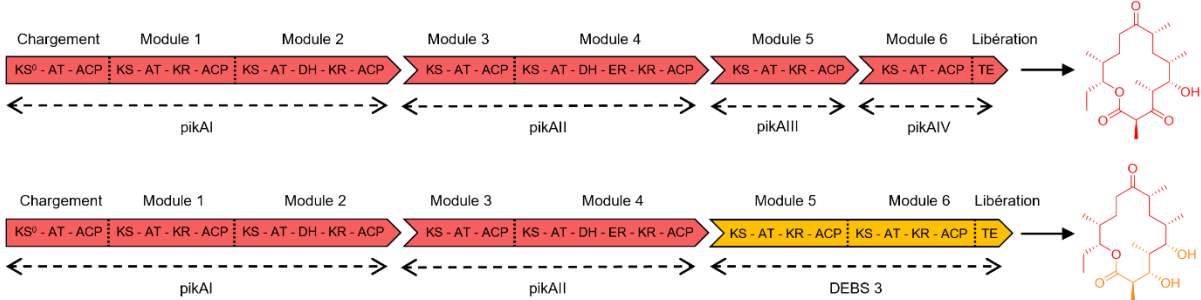 Chargement Module 1 Module 2 Module 3 Module 4 Module 5 Module 6 Libération
KS⁰ - AT - ACP KS - AT - KR - ACP KS - AT - DH - KR - ACP KS - AT - ACP KS - AT - DH - ER - KR - ACP KS - AT - KR - ACP KS - AT - ACP TE
pikAI pikAII pikAIII pikAIV
O OH O O O
Chargement Module 1 Module 2 Module 3 Module 4 Module 5 Module 6 Libération
KS⁰ - AT - ACP KS - AT - KR - ACP KS - AT - DH - KR - ACP KS - AT - ACP KS - AT - DH - ER - KR - ACP KS - AT - KR - ACP KS - AT - KR - ACP TE
pikAI pikAII DEBS 3
O OH O O OH